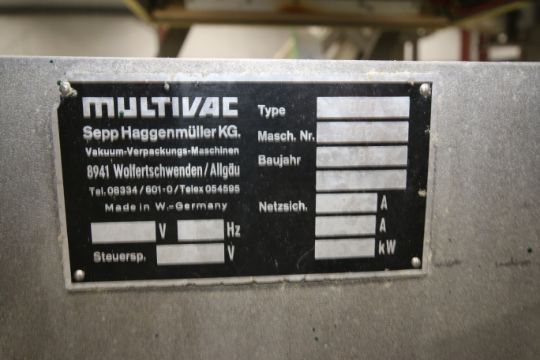 MULTIVAC
Sepp Haggenmüller KG.
Vakuum-Verpackungs-Maschinen
8941 Wolfertschwenden/Allgäu
Tel. 08334/601-0/Telex 054595
Made in W.-Germany
V Hz
Steuersp. V
Type
Masch. Nr.
Baujahr
Netzsich. A
A
kW